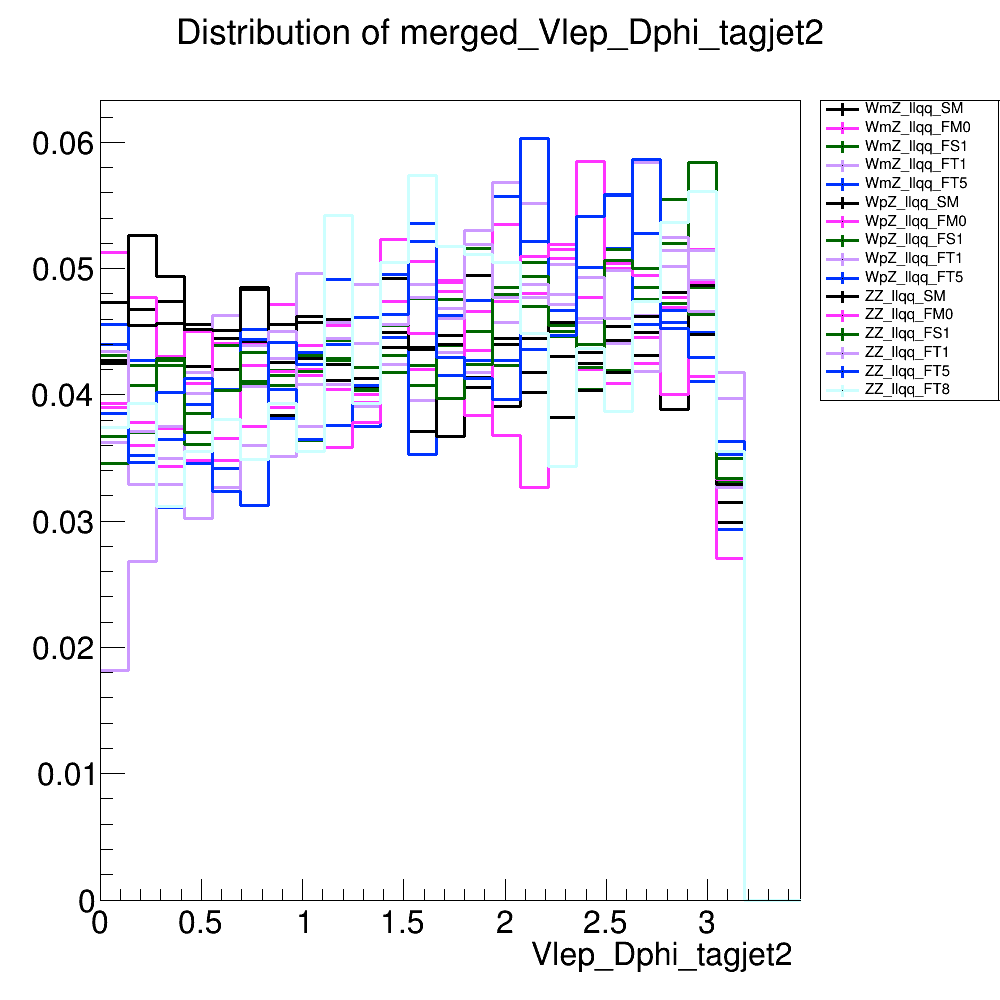 Distribution of merged_Vlep_Dphi_tagjet2
WmZ_llqq_SM
WmZ_llqq_FM0
WmZ_llqq_FS1
WmZ_llqq_FT1
WmZ_llqq_FT5
WpZ_llqq_SM
WpZ_llqq_FM0
WpZ_llqq_FS1
WpZ_llqq_FT1
WpZ_llqq_FT5
ZZ_llqq_SM
ZZ_llqq_FM0
ZZ_llqq_FS1
ZZ_llqq_FT1
ZZ_llqq_FT5
ZZ_llqq_FT8
0.06
0.05
0.04
0.03
0.02
0.01
0
0 0.5 1 1.5 2 2.5 3
Vlep_Dphi_tagjet2